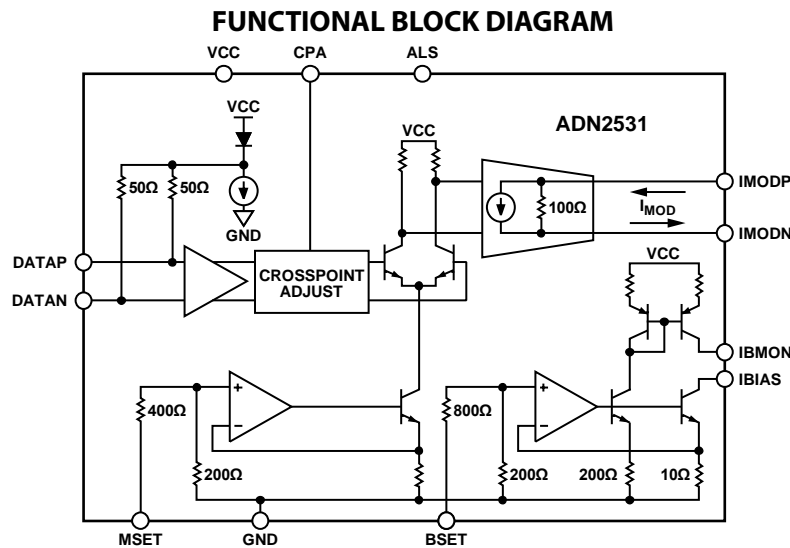 FUNCTIONAL BLOCK DIAGRAM
VCC CPA ALS
VCC
VCC
ADN2531
50Ω 50Ω
100Ω
IMODP
IMOD
IMODN
GND
VCC
DATAP
DATAN
CROSSPOINT
ADJUST
IBMON
IBIAS
400Ω
+
–
800Ω
+
–
200Ω
200Ω
200Ω
10Ω
MSET GND BSET